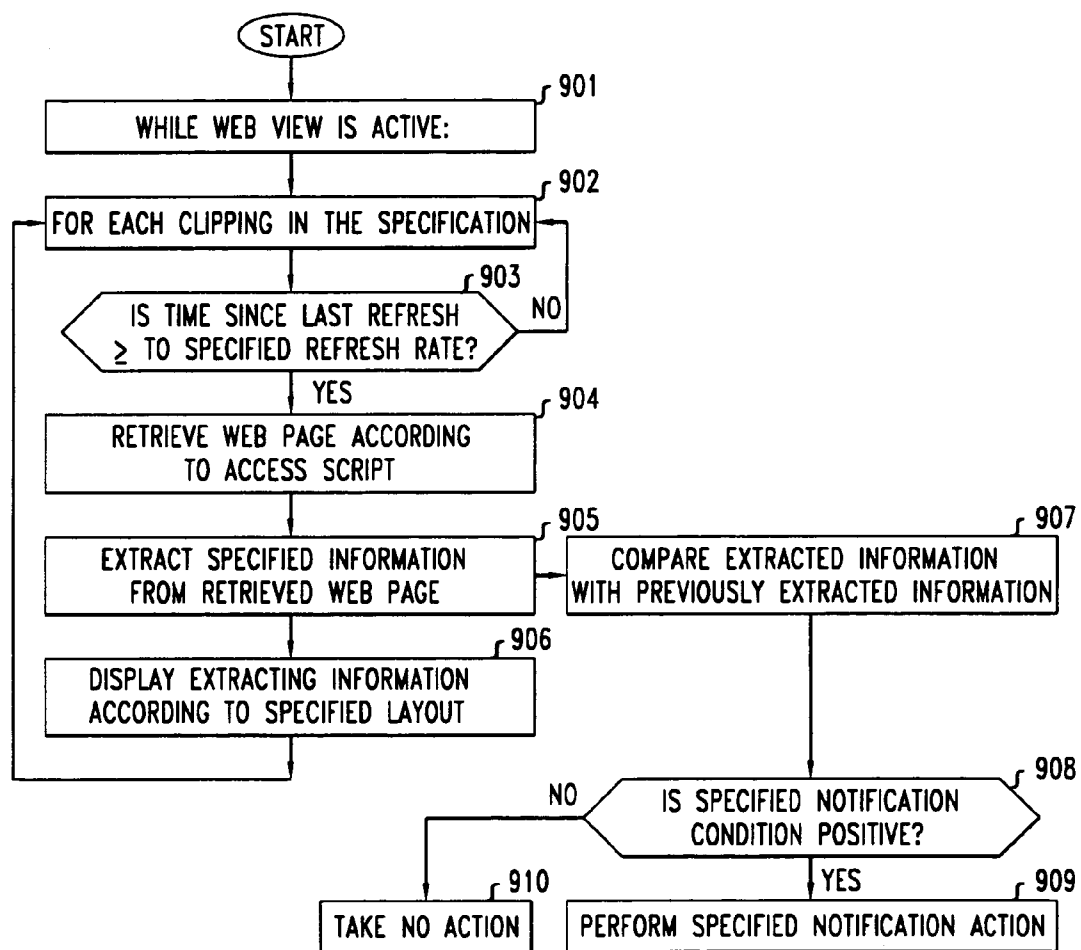 START
901
WHILE WEB VIEW IS ACTIVE:
902
FOR EACH CLIPPING IN THE SPECIFICATION
903
IS TIME SINCE LAST REFRESH
≥ TO SPECIFIED REFRESH RATE?
NO
YES
904
RETRIEVE WEB PAGE ACCORDING
TO ACCESS SCRIPT
905
EXTRACT SPECIFIED INFORMATION
FROM RETRIEVED WEB PAGE
906
DISPLAY EXTRACTING INFORMATION
ACCORDING TO SPECIFIED LAYOUT
907
COMPARE EXTRACTED INFORMATION
WITH PREVIOUSLY EXTRACTED INFORMATION
908
IS SPECIFIED NOTIFICATION
CONDITION POSITIVE?
NO
YES
910
TAKE NO ACTION
909
PERFORM SPECIFIED NOTIFICATION ACTION